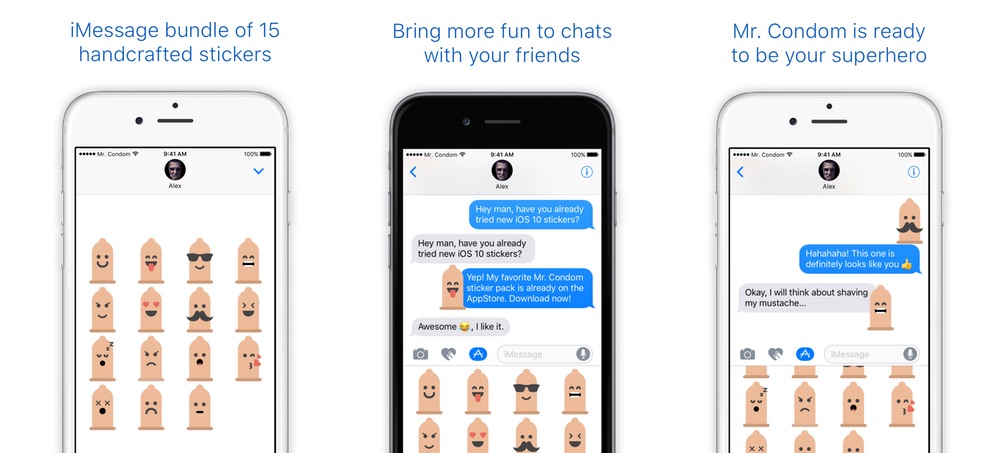 iMessage bundle of 15
handcrafted stickers
Mr. Condom
9:41 AM
100%
Alex
z
z
Bring more fun to chats
with your friends
Mr. Condom
9:41 AM
100%
Alex
Hey man, have you already
tried new iOS 10 stickers?
Hey man, have you already
tried new iOS 10 stickers?
Yep! My favorite Mr. Condom
sticker pack is already on the
AppStore. Download now!
Awesome 😂, I like it.
iMessage
Mr. Condom is ready
to be your superhero
Mr. Condom
9:41 AM
100%
Alex
Hahahaha! This one is
definitely looks like you 👍
Okay, I will think about shaving
my mustache...
iMessage
z
z